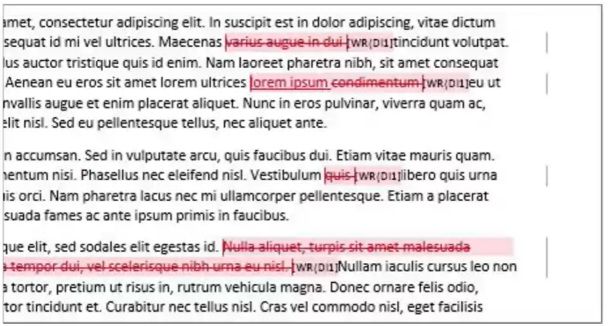 amet, consectetur adipiscing elit. In suscipit est in dolor adipiscing, vitae dictum
sequat id mi vel ultrices. Maecenas varius augue in dui [WR(DI1]tincidunt volutpat.
lus auctor tristique quis id enim. Nam laoreet pharetra nibh, sit amet consequat
Aenean eu eros sit amet lorem ultrices lorem ipsum condimentum [WR(DI1]eu ut
nvallis augue et enim placerat aliquet. Nunc in eros pulvinar, viverra quam ac,
elit nisl. Sed eu pellentesque tellus, nec aliquet ante.
n accumsan. Sed in vulputate arcu, quis faucibus dui. Etiam vitae mauris quam.
nentum nisi. Phasellus nec eleifend nisl. Vestibulum quis [WR(DI1]libero quis urna
is orci. Nam pharetra lacus nec mi ullamcorper pellentesque. Etiam a placerat
suada fames ac ante ipsum primis in faucibus.
que elit, sed sodales elit egestas id. Nulla aliquet, turpis sit amet malesuada
a tempor dui, vel scelerisque nibh urna eu nisl. [WR(DI1]Nullam iaculis cursus leo non
a tortor, pretium ut risus in, rutrum vehicula magna. Donec ornare felis odio,
tor tincidunt et. Curabitur nec tellus nisl. Cras vel commodo nisl, eget facilisis